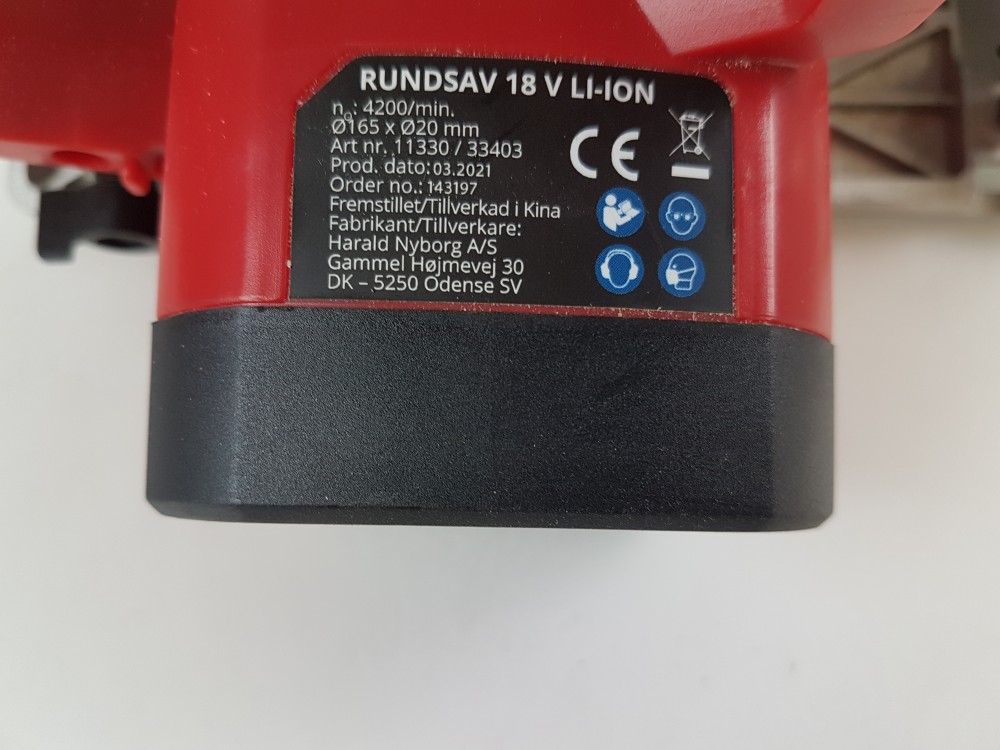 RUNDSAV 18 V LI-ION
n₀: 4200/min.
Ø165 x Ø20 mm
Art nr. 11330 / 33403
Prod. dato: 03.2021
Order no.: 143197
Fremstillet/Tillverkad i Kina
Fabrikant/Tillverkare:
Harald Nyborg A/S
Gammel Højmevej 30
DK – 5250 Odense SV
CE